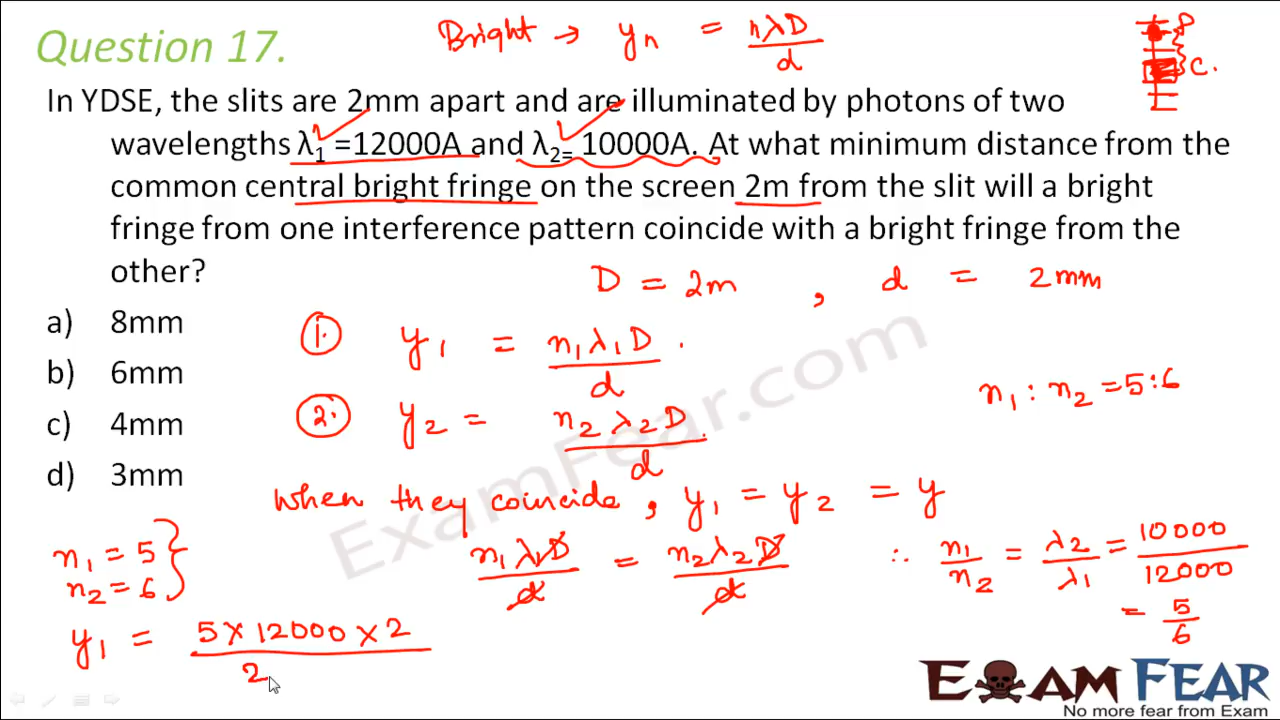 Question 17.
Bright → yn = nλD/d
P
C.
In YDSE, the slits are 2mm apart and are illuminated by photons of two
wavelengths λ1 =12000A and λ2= 10000A. At what minimum distance from the
common central bright fringe on the screen 2m from the slit will a bright
fringe from one interference pattern coincide with a bright fringe from the
other?
D = 2m , d = 2mm
a) 8mm
b) 6mm
c) 4mm
d) 3mm
1. y1 = n1λ1D/d .
2. y2 = n2λ2D/d .
n1 : n2 = 5:6
when they coincide, y1 = y2 = y
n1λ1D/d = n2λ2D/d
∴ n1/n2 = λ2/λ1 = 10000/12000
= 5/6
n1 = 5
n2 = 6 }
y1 = 5 × 12000 × 2 / 2
ExamFear.com
EXAM FEAR
No more fear from Exam